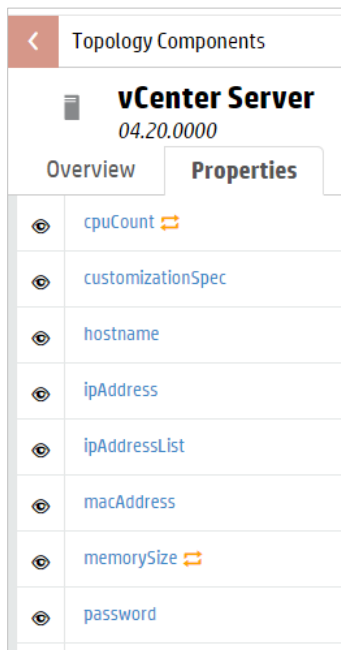 Topology Components
vCenter Server
04.20.0000
Overview Properties
cpuCount
customizationSpec
hostname
ipAddress
ipAddressList
macAddress
memorySize
password